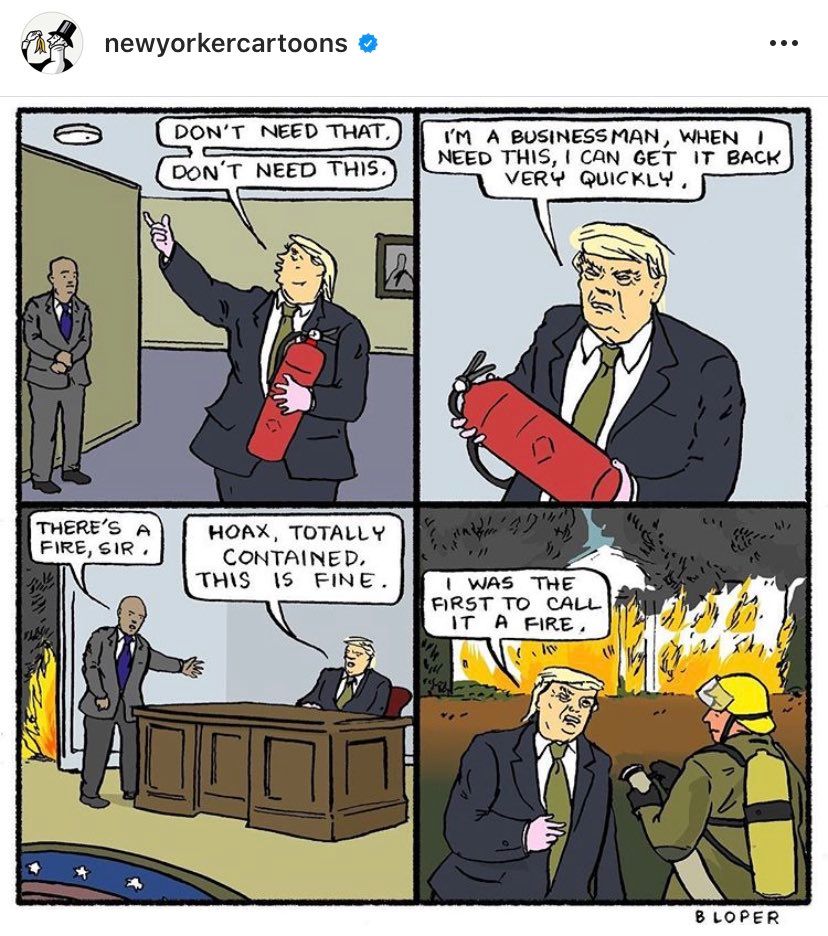 newyorkercartoons
DON'T NEED THAT.
DON'T NEED THIS.
I'M A BUSINESSMAN, WHEN I
NEED THIS, I CAN GET IT BACK
VERY QUICKLY.
THERE'S A
FIRE, SIR.
HOAX, TOTALLY
CONTAINED.
THIS IS FINE.
I WAS THE
FIRST TO CALL
IT A FIRE.
B LOPER